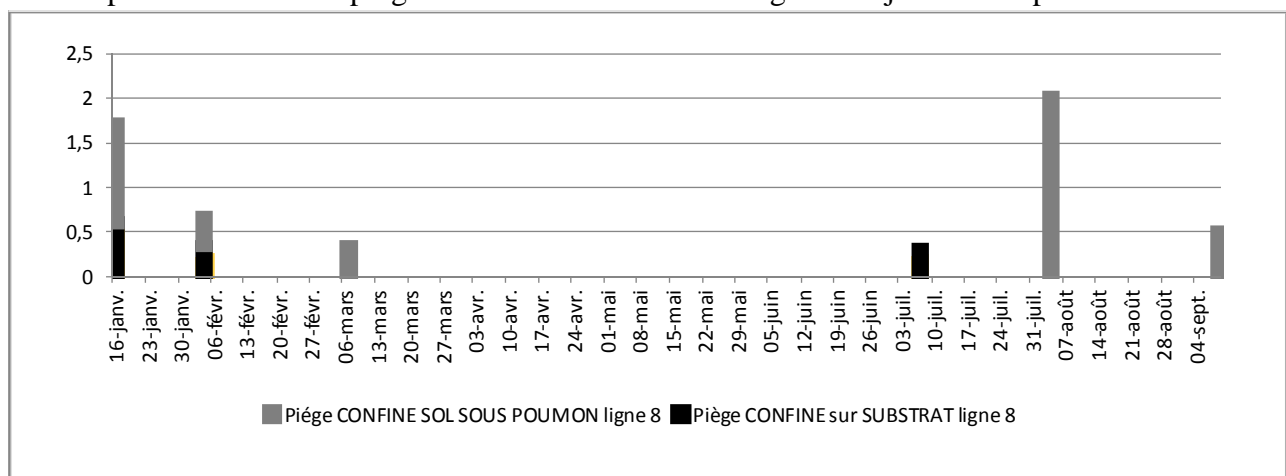 2,5
2
1,5
1
0,5
0
16-janv.
23-janv.
30-janv.
06-févr.
13-févr.
20-févr.
27-févr.
06-mars
13-mars
20-mars
27-mars
03-avr.
10-avr.
17-avr.
24-avr.
01-mai
08-mai
15-mai
22-mai
29-mai
05-juin
12-juin
19-juin
26-juin
03-juil.
10-juil.
17-juil.
24-juil.
31-juil.
07-août
14-août
21-août
28-août
04-sept.
Piége CONFINE SOL SOUS POUMON ligne 8 Piège CONFINE sur SUBSTRAT ligne 8